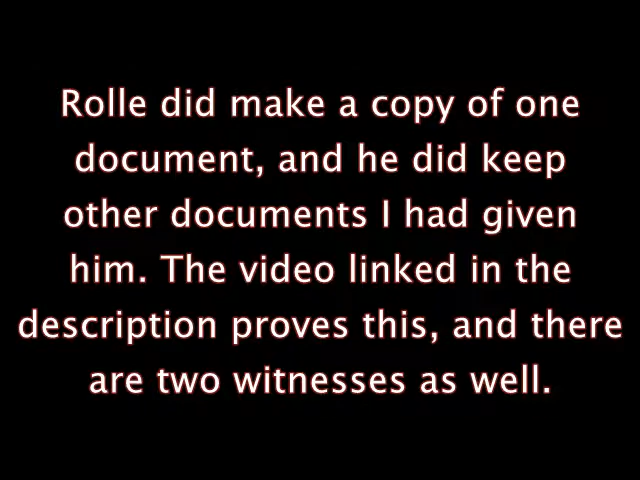 Rolle did make a copy of one
document, and he did keep
other documents I had given
him. The video linked in the
description proves this, and there
are two witnesses as well.